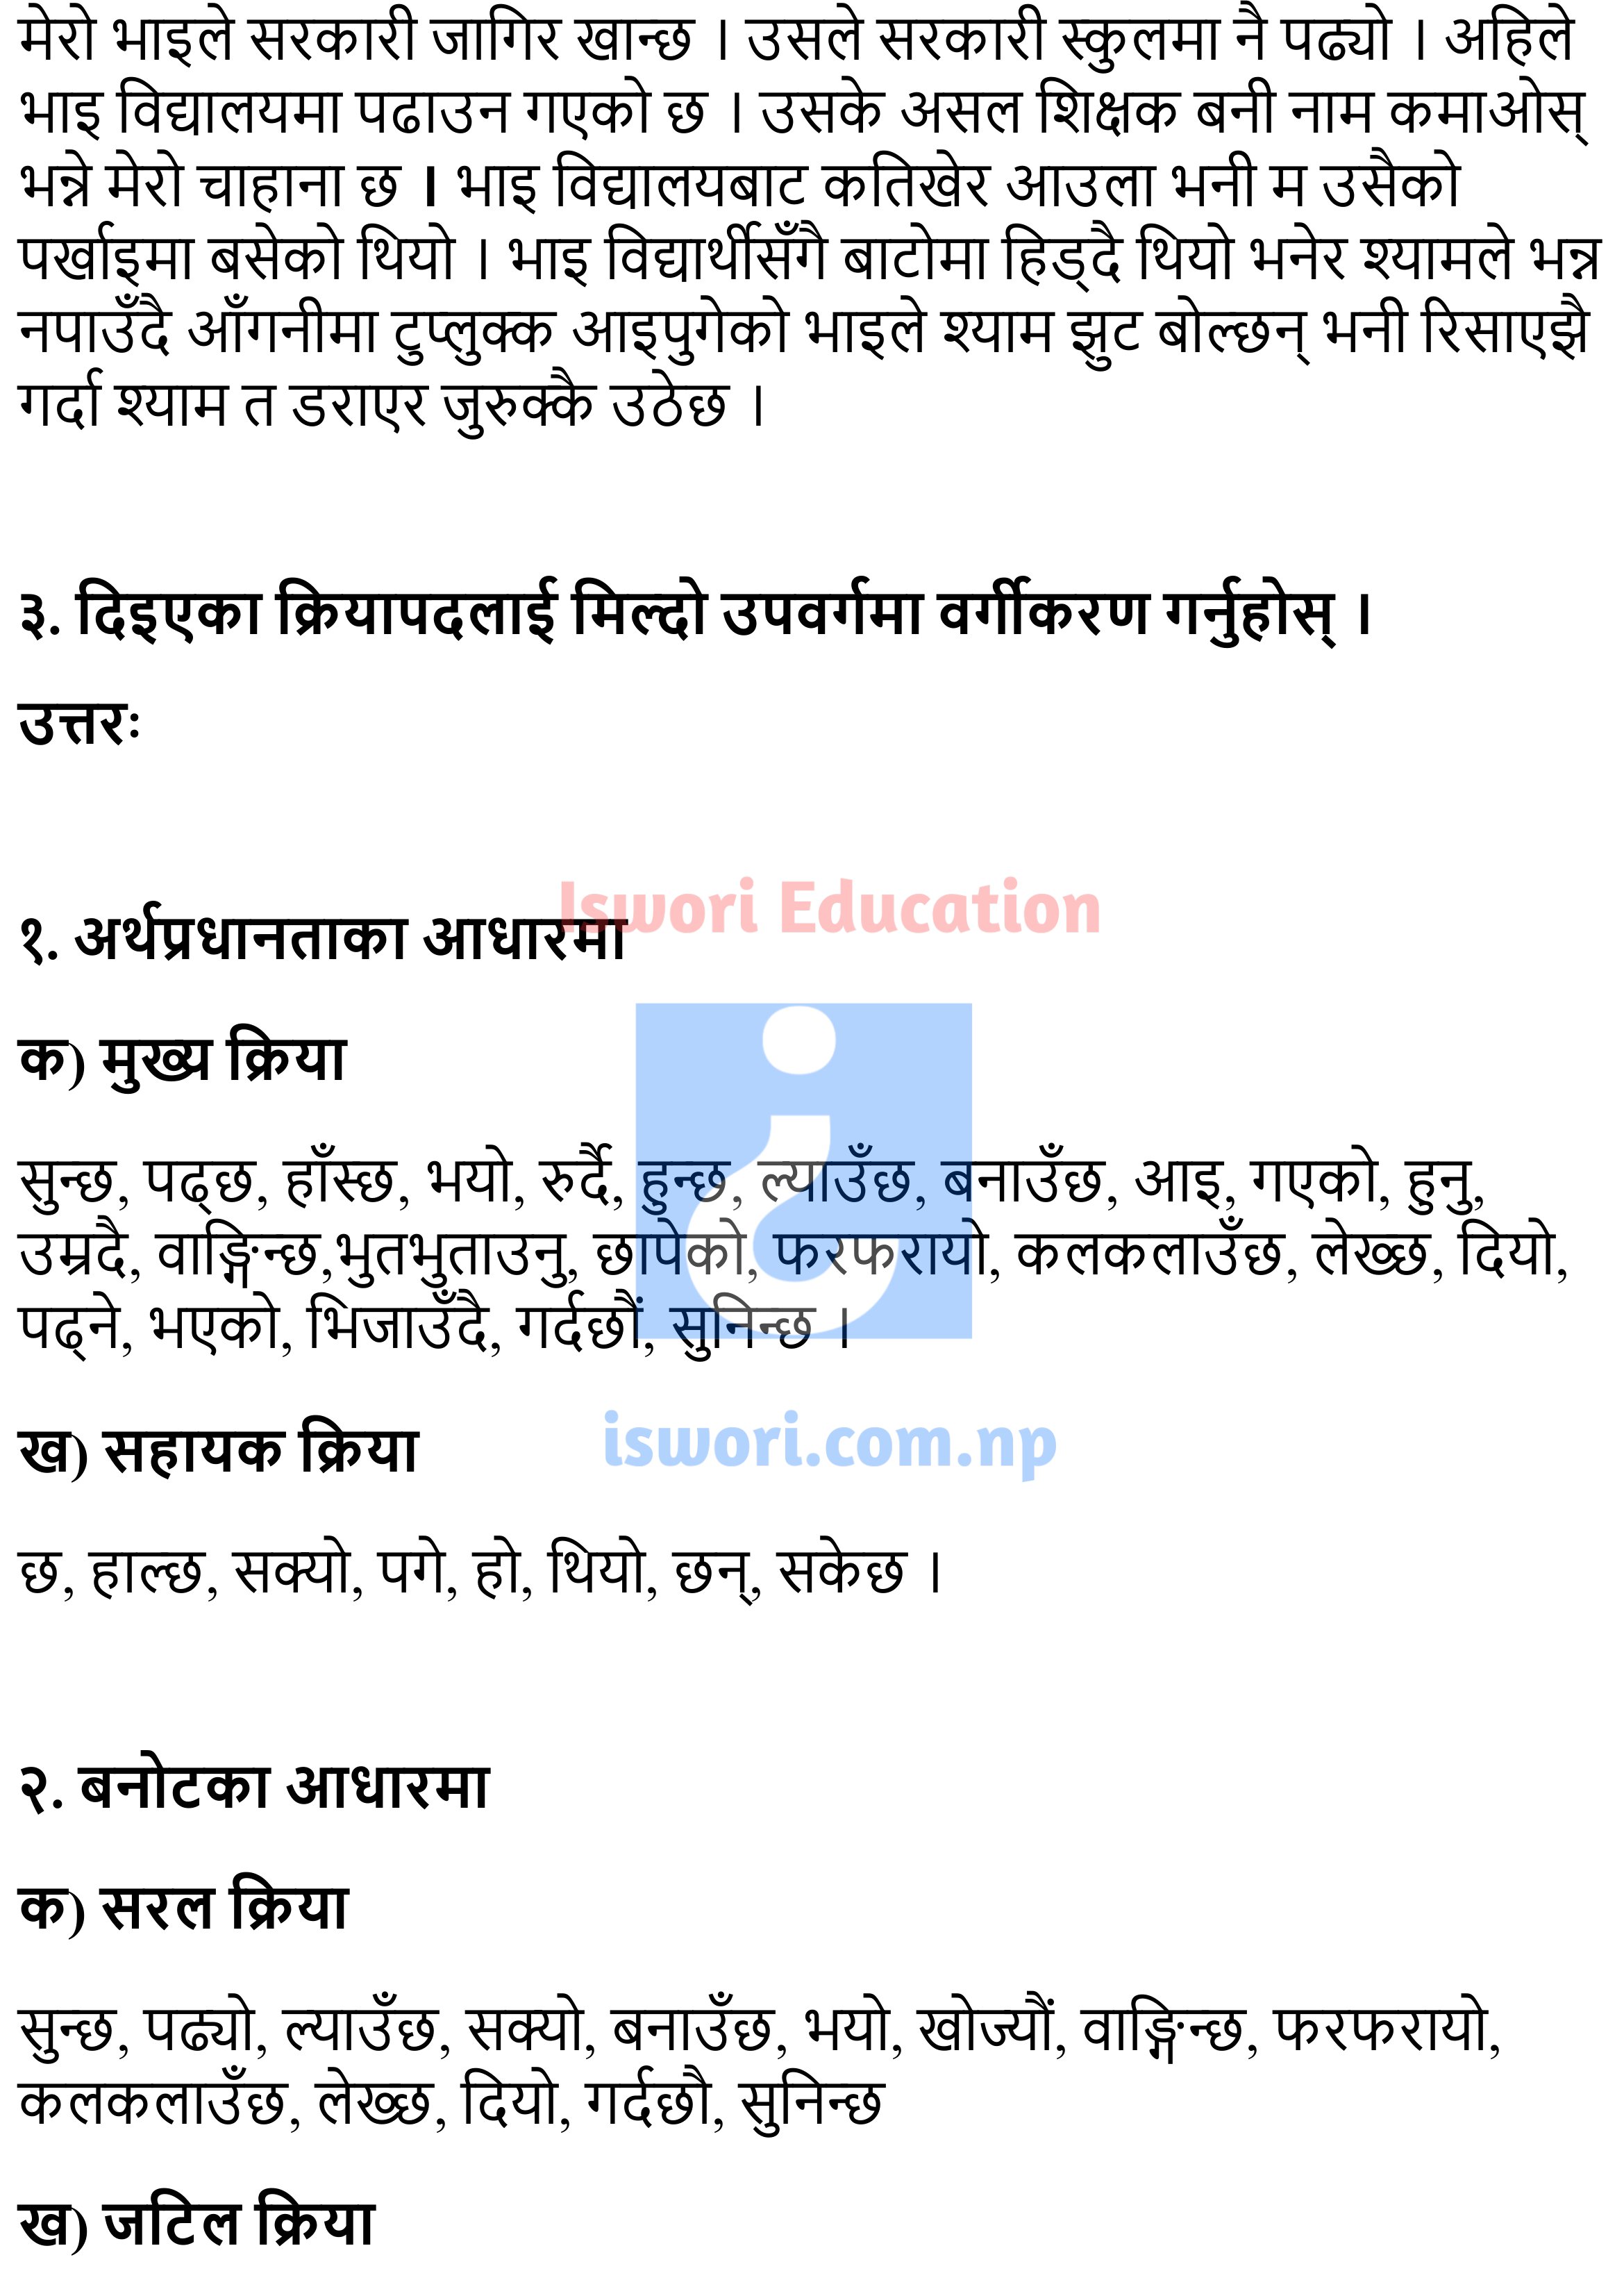 मेरो भाइले सरकारी जागिर खान्छ । उसले सरकारी स्कुलमा नै पढ्यो । अहिले
भाइ विद्यालयमा पढाउन गएको छ । उसके असल शिक्षक बनी नाम कमाओस्
भन्ने मेरो चाहाना छ । भाइ विद्यालयबाट कतिखेर आउला भनी म उसैको
पर्खाइमा बसेको थियो । भाइ विद्यार्थीसँगै बाटोमा हिड्दै थियो भनेर श्यामले भन्न
नपाउँदै आँगनीमा टुप्लुक्क आइपुगेको भाइले श्याम झुट बोल्छन् भनी रिसाएझै
गर्दा श्याम त डराएर जुरुक्कै उठेछ ।
३. दिइएका क्रियापदलाई मिल्दो उपवर्गमा वर्गीकरण गर्नुहोस् ।
उत्तरः
Iswori Education
१. अर्थप्रधानताका आधारमा
क) मुख्य क्रिया
सुन्छ, पढ्छ, हाँस्छ, भयो, रुर्दै, हुन्छ, ल्याउँछ, बनाउँछ, आइ, गएको, हुनु,
उम्रदै, वाङ्गिन्छ,भुतभुताउनु, छापेको, फरफरायो, कलकलाउँछ, लेख्छ, दियो,
पढ्ने, भएको, भिजाउँदै, गर्दछौं, सुनिन्छ ।
iswori.com.np
ख) सहायक क्रिया
छ, हाल्छ, सक्यो, पगे, हो, थियो, छन्, सकेछ ।
२. बनोटका आधारमा
क) सरल क्रिया
सुन्छ, पढ्यो, ल्याउँछ, सक्यो, बनाउँछ, भयो, खोज्यौं, वाङ्गिन्छ, फरफरायो,
कलकलाउँछ, लेख्छ, दियो, गर्दछौ, सुनिन्छ
ख) जटिल क्रिया